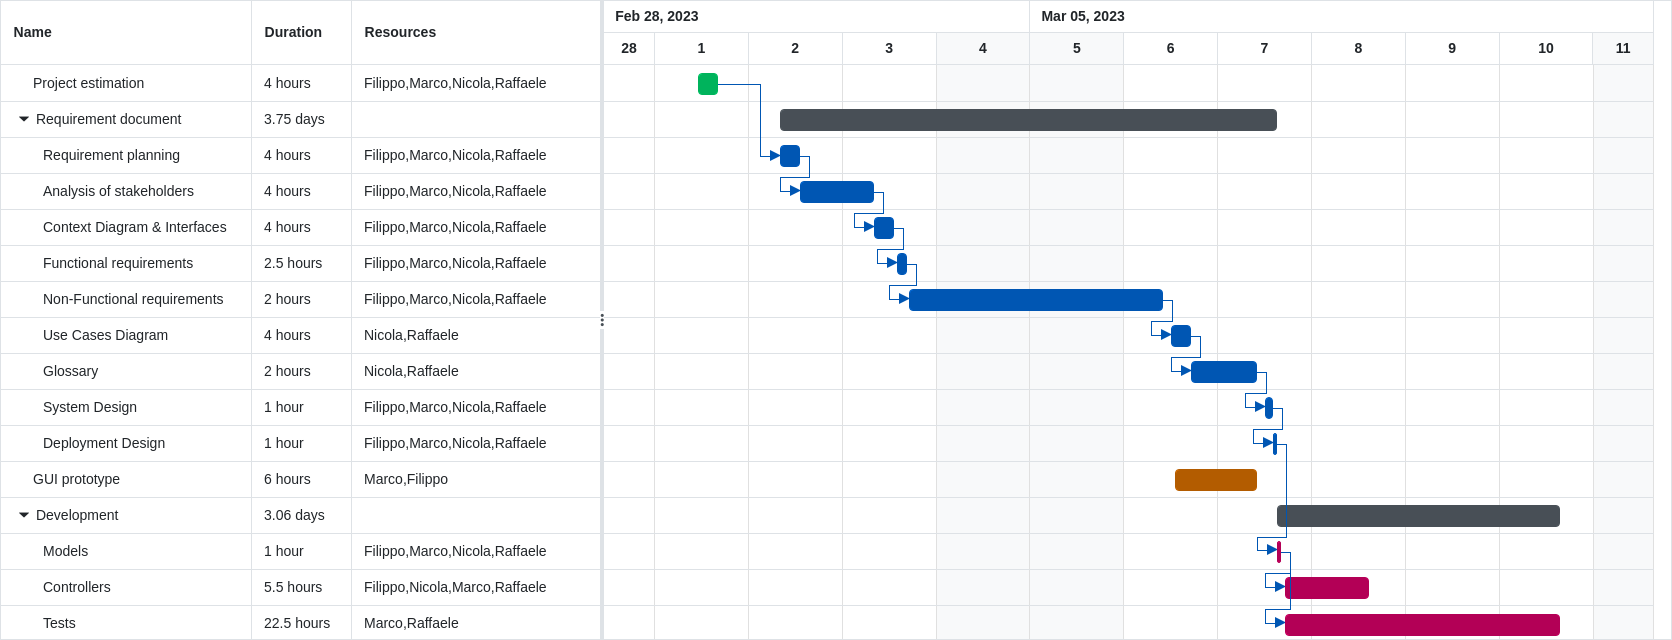 Name Duration Resources Feb 28, 2023 Mar 05, 2023
28 1 2 3 4 5 6 7 8 9 10 11
Project estimation 4 hours Filippo,Marco,Nicola,Raffaele
Requirement document 3.75 days
Requirement planning 4 hours Filippo,Marco,Nicola,Raffaele
Analysis of stakeholders 4 hours Filippo,Marco,Nicola,Raffaele
Context Diagram & Interfaces 4 hours Filippo,Marco,Nicola,Raffaele
Functional requirements 2.5 hours Filippo,Marco,Nicola,Raffaele
Non-Functional requirements 2 hours Filippo,Marco,Nicola,Raffaele
Use Cases Diagram 4 hours Nicola,Raffaele
Glossary 2 hours Nicola,Raffaele
System Design 1 hour Filippo,Marco,Nicola,Raffaele
Deployment Design 1 hour Filippo,Marco,Nicola,Raffaele
GUI prototype 6 hours Marco,Filippo
Development 3.06 days
Models 1 hour Filippo,Marco,Nicola,Raffaele
Controllers 5.5 hours Filippo,Nicola,Marco,Raffaele
Tests 22.5 hours Marco,Raffaele